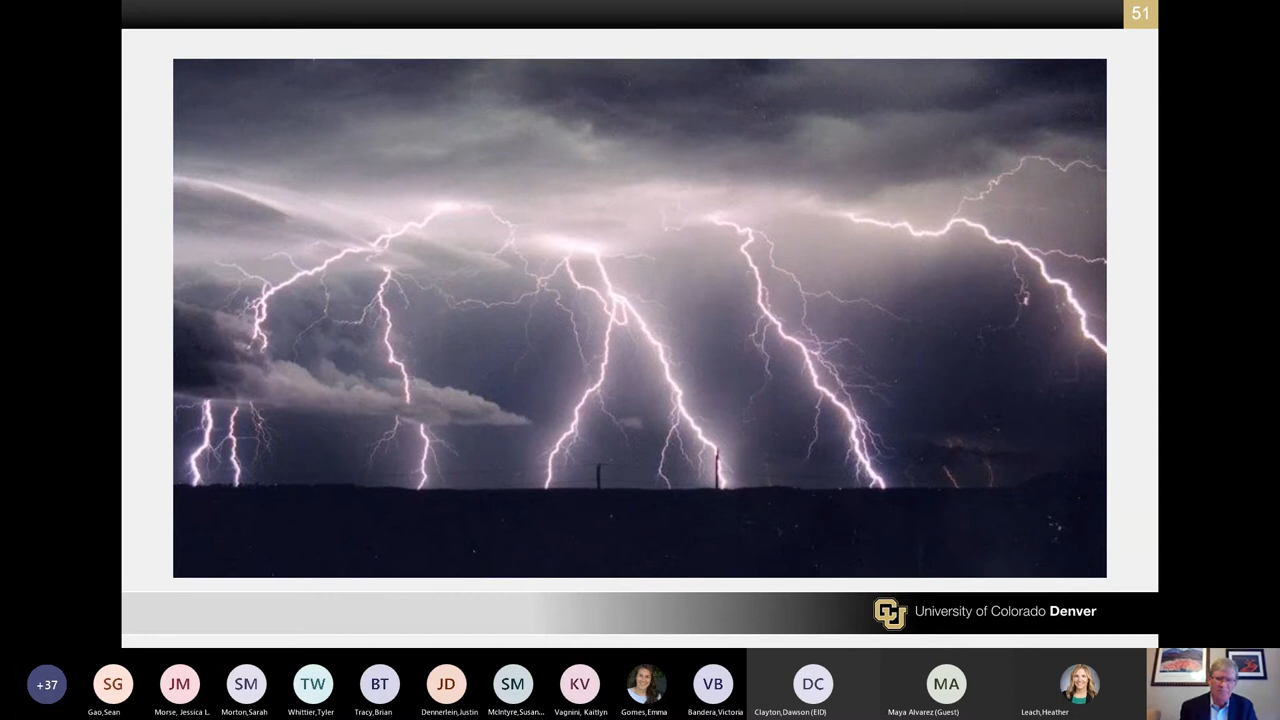 51
University of Colorado Denver
+37
SG
JM
SM
TW
BT
JD
SM
KV
VB
DC
MA
Gao,Sean
Morse, Jessica L.
Morton,Sarah
Whittier,Tyler
Tracy,Brian
Dennerlein,Justin
McIntyre,Susan...
Vagnini, Kaitlyn
Gomes,Emma
Bandera,Victoria
Clayton,Dawson (EID)
Maya Alvarez (Guest)
Leach,Heather